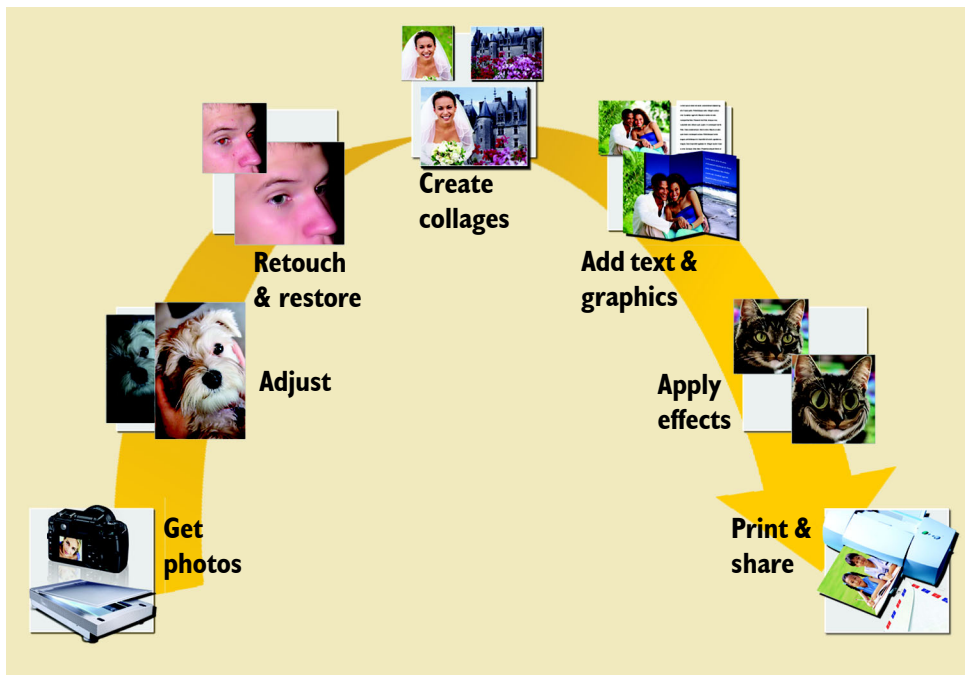 Get
photos
Adjust
Retouch
& restore
Create
collages
Add text &
graphics
Apply
effects
Print &
share